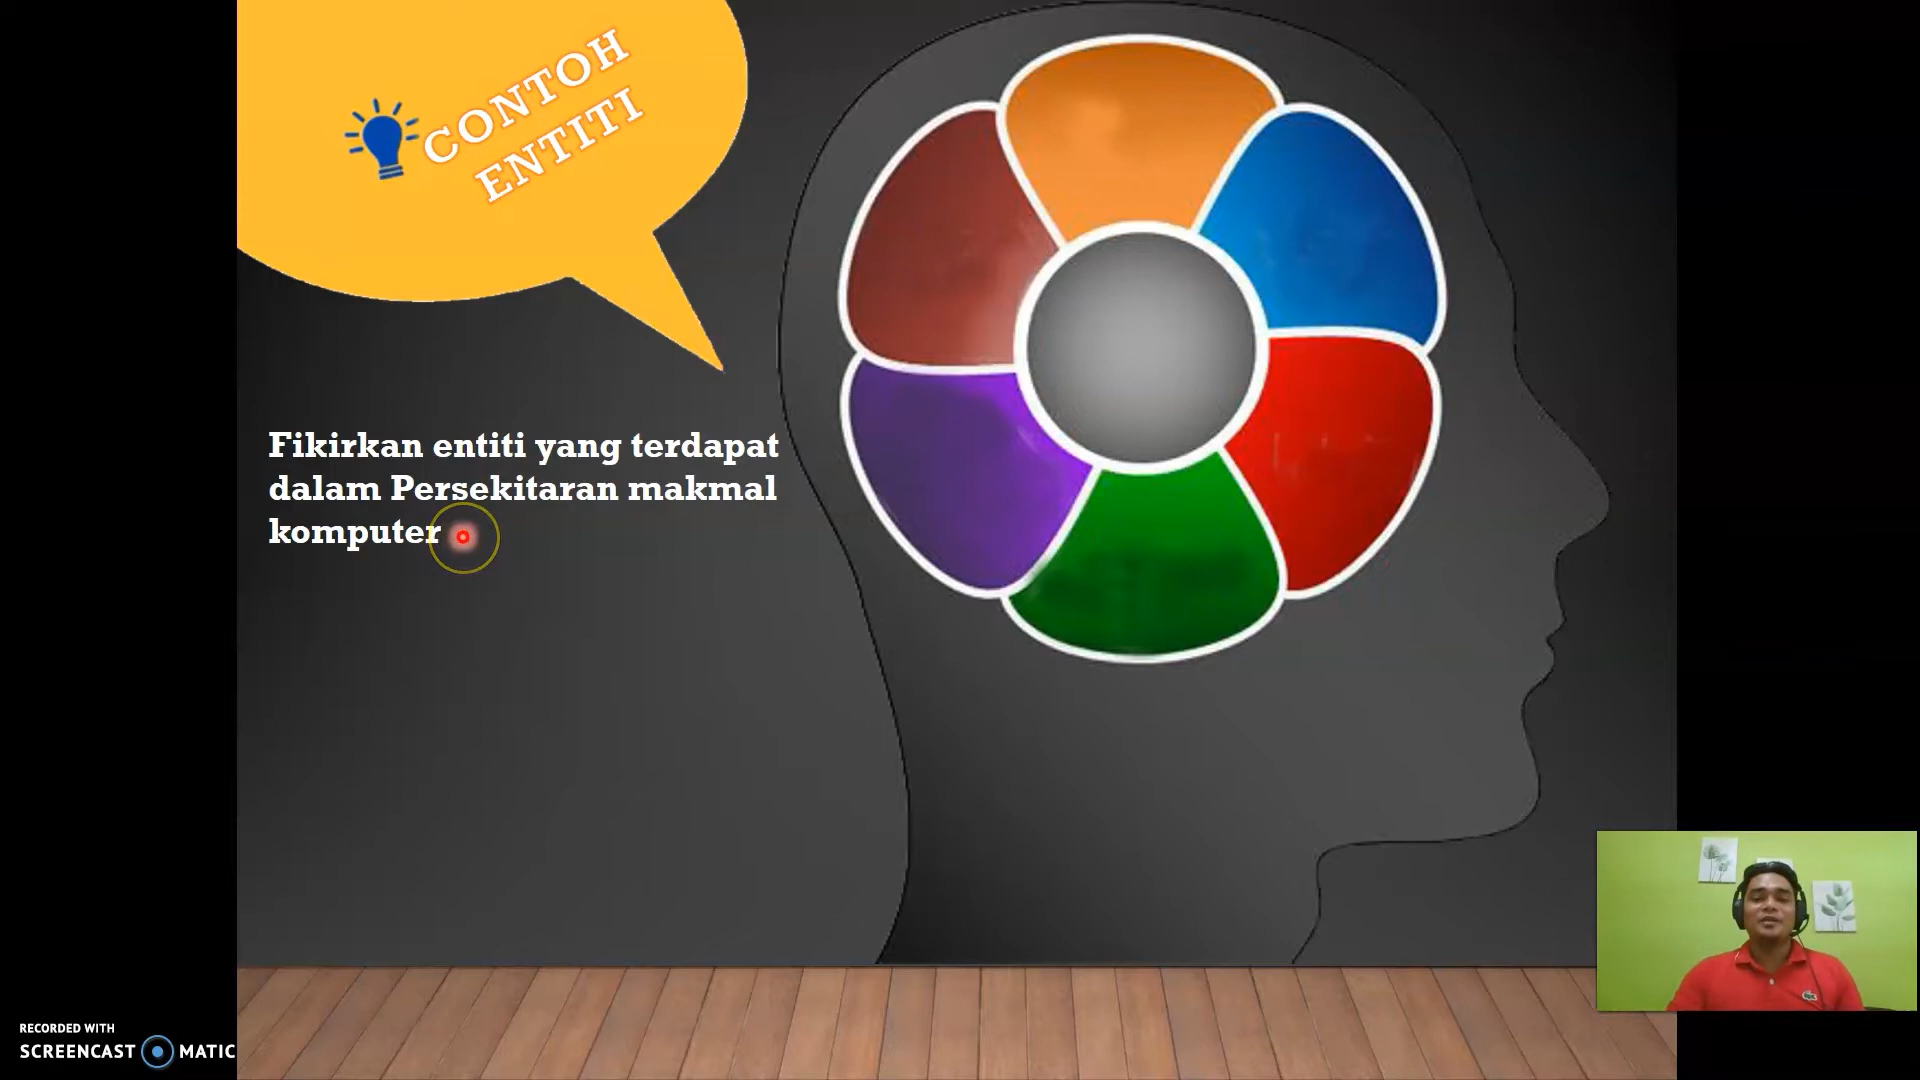 CONTOH
ENTITI
Fikirkan entiti yang terdapat
dalam Persekitaran makmal
komputer
RECORDED WITH
SCREENCAST MATIC